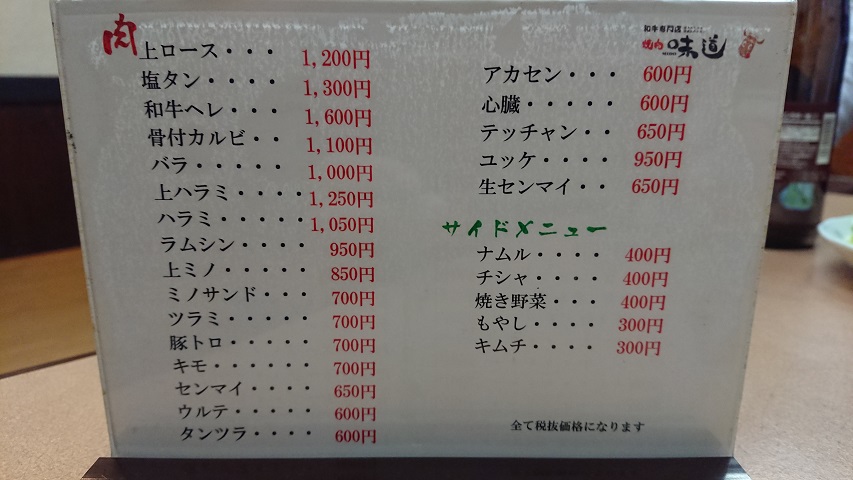 肉
上ロース・・・ 1,200円
塩タン・・・・ 1,300円
和牛ヘレ・・・ 1,600円
骨付カルビ・・ 1,100円
バラ・・・・・ 1,000円
上ハラミ・・・・ 1,250円
ハラミ・・・・・ 1,050円
ラムシン・・・・ 950円
上ミノ・・・・・ 850円
ミノサンド・・・ 700円
ツラミ・・・・・ 700円
豚トロ・・・・・ 700円
キモ・・・・・・ 700円
センマイ・・・・ 650円
ウルテ・・・・・ 600円
タンツラ・・・・ 600円
和牛専門店
焼肉 味道
アカセン・・・ 600円
心臓・・・・・ 600円
テッチャン・・ 650円
ユッケ・・・・ 950円
生センマイ・・ 650円
サイドメニュー
ナムル・・・・ 400円
チシャ・・・・ 400円
焼き野菜・・・ 400円
もやし・・・・ 300円
キムチ・・・・ 300円
全て税抜価格になります